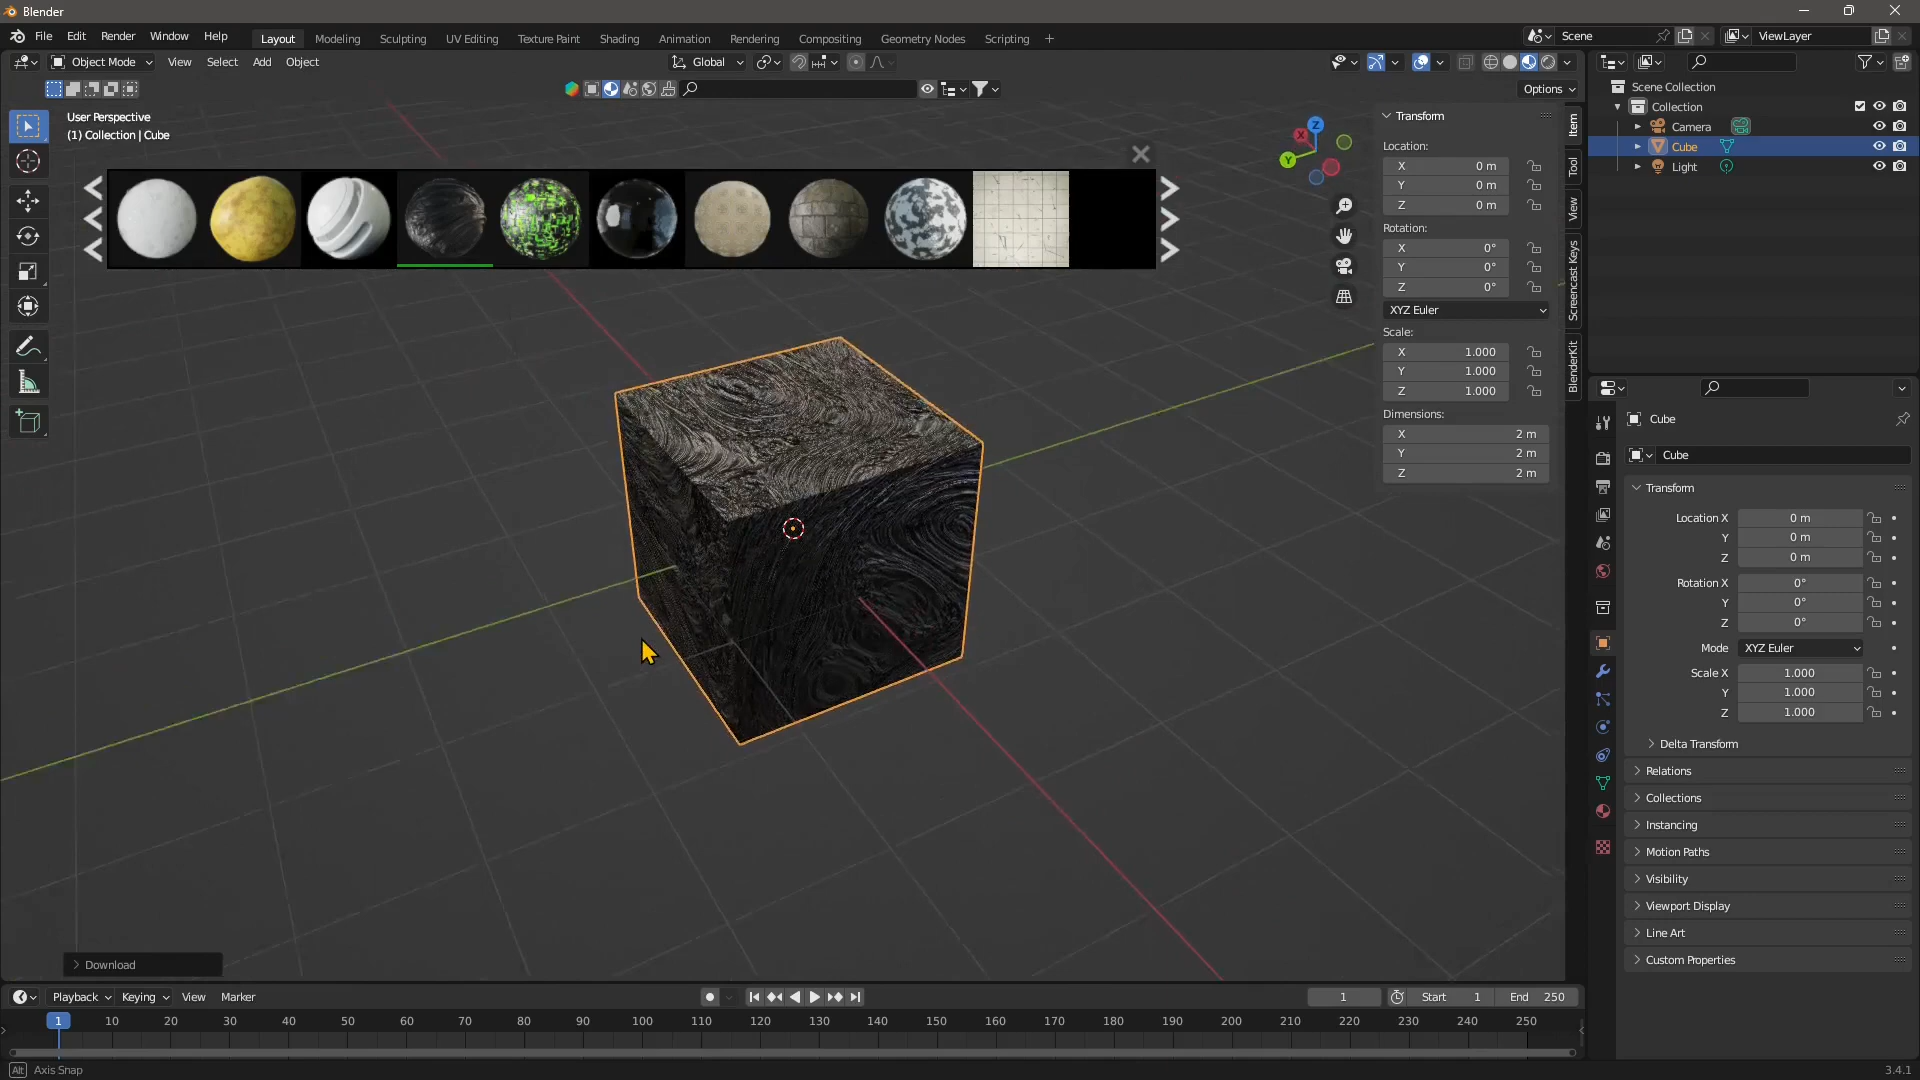 Blender
File Edit Render Window Help Layout Modeling Sculpting UV Editing Texture Paint Shading Animation Rendering Compositing Geometry Nodes Scripting + Scene ViewLayer
Object Mode View Select Add Object Global
Options
User Perspective
(1) Collection | Cube
Z
X
Y
Transform
Location:
X 0 m
Y 0 m
Z 0 m
Rotation:
X 0°
Y 0°
Z 0°
XYZ Euler
Scale:
X 1.000
Y 1.000
Z 1.000
Dimensions:
X 2 m
Y 2 m
Z 2 m
Item
Tool
View
Screencast Keys
BlenderKit
Scene Collection
Collection
Camera
Cube
Light
Cube
Cube
Transform
Location X 0 m
Y 0 m
Z 0 m
Rotation X 0°
Y 0°
Z 0°
Mode XYZ Euler
Scale X 1.000
Y 1.000
Z 1.000
Delta Transform
Relations
Collections
Instancing
Motion Paths
Visibility
Viewport Display
Line Art
Custom Properties
Download
Playback Keying View Marker 1 Start 1 End 250
1 10 20 30 40 50 60 70 80 90 100 110 120 130 140 150 160 170 180 190 200 210 220 230 240 250
Alt Axis Snap 3.4.1